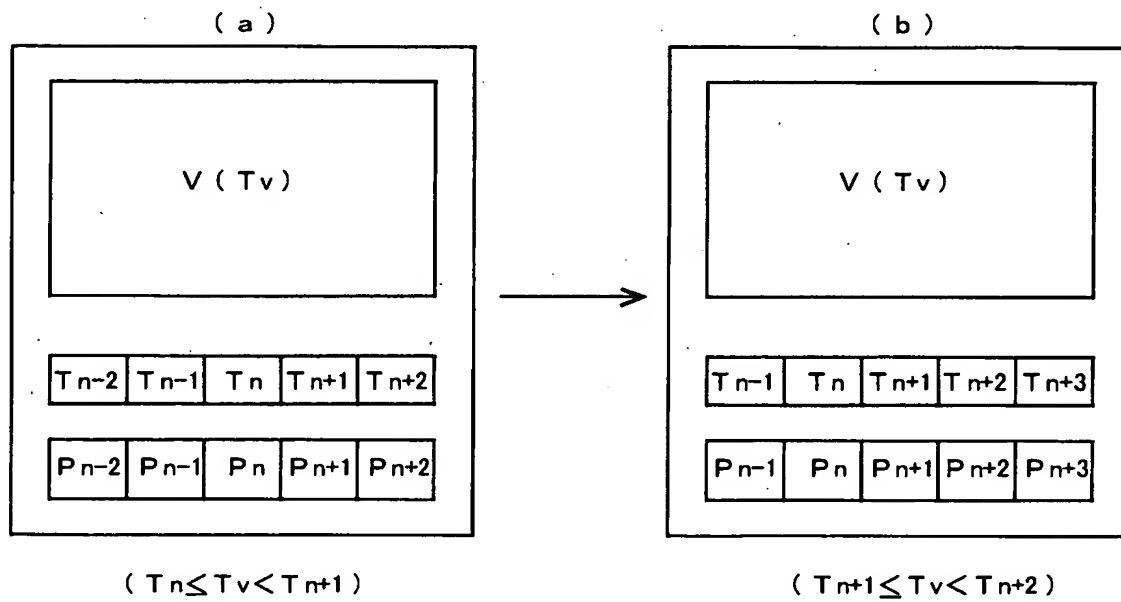 (a)
V(Tv)
Tn-2 Tn-1 Tn Tn+1 Tn+2
Pn-2 Pn-1 Pn Pn+1 Pn+2
(Tn≤Tv<Tn+1)
(b)
V(Tv)
Tn-1 Tn Tn+1 Tn+2 Tn+3
Pn-1 Pn Pn+1 Pn+2 Pn+3
(Tn+1≤Tv<Tn+2)